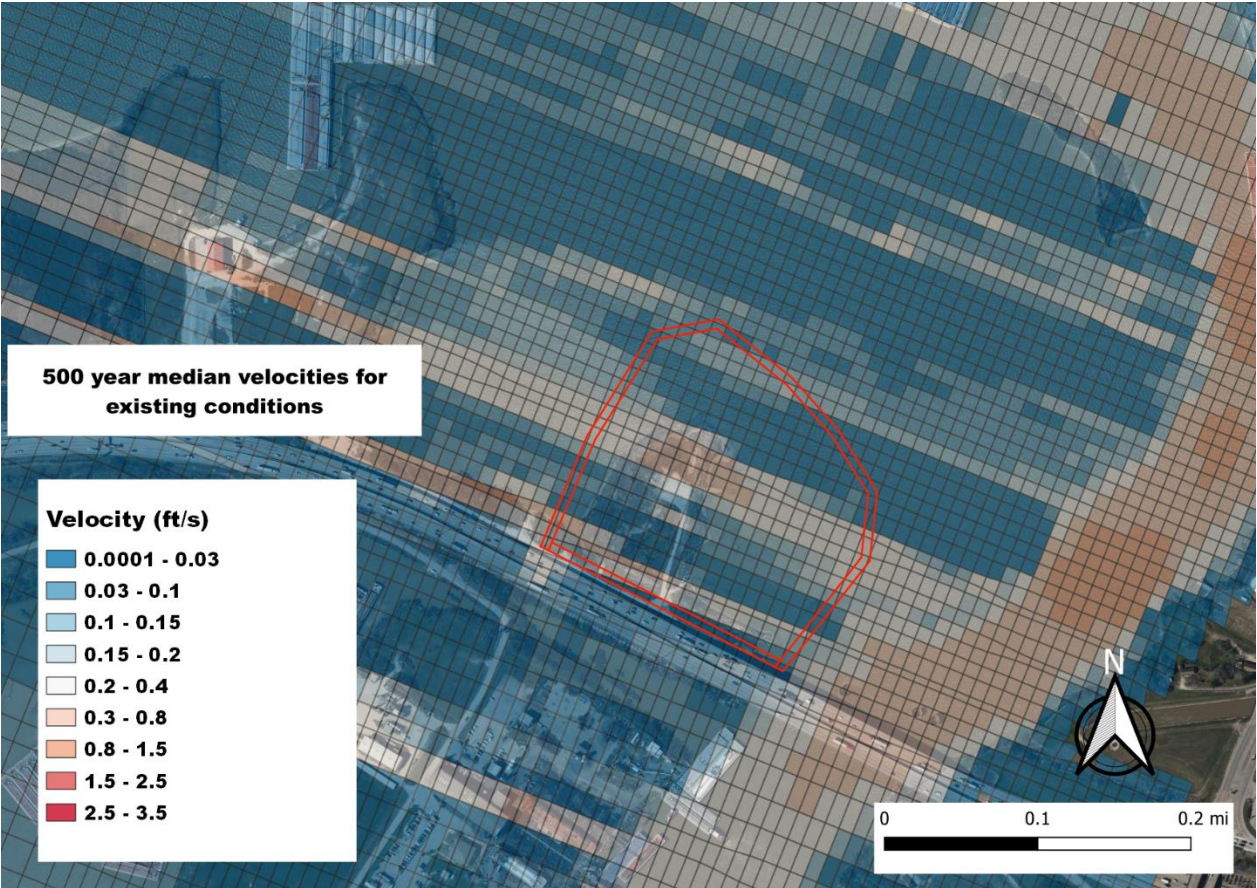 500 year median velocities for
existing conditions
Velocity (ft/s)
0.0001 - 0.03
0.03 - 0.1
0.1 - 0.15
0.15 - 0.2
0.2 - 0.4
0.3 - 0.8
0.8 - 1.5
1.5 - 2.5
2.5 - 3.5
N
0 0.1 0.2 mi